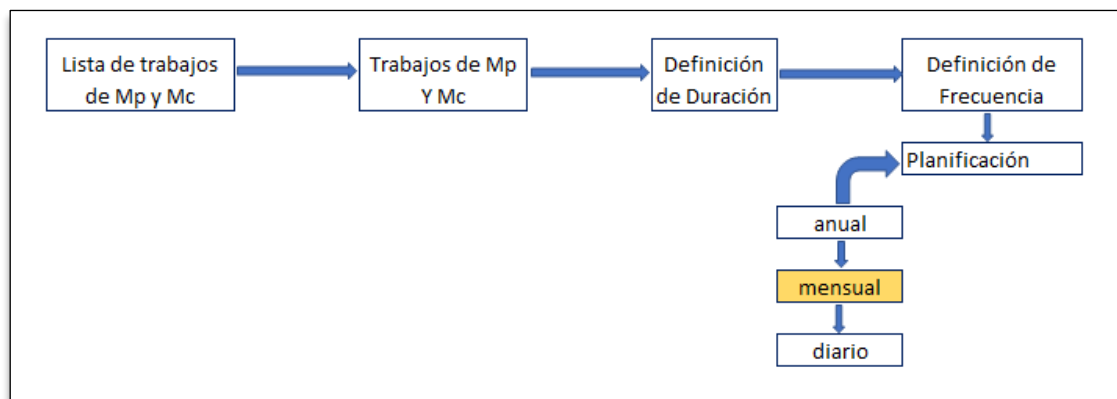 Lista de trabajos
de Mp y Mc
Trabajos de Mp
Y Mc
Definición
de Duración
Definición de
Frecuencia
Planificación
anual
mensual
diario